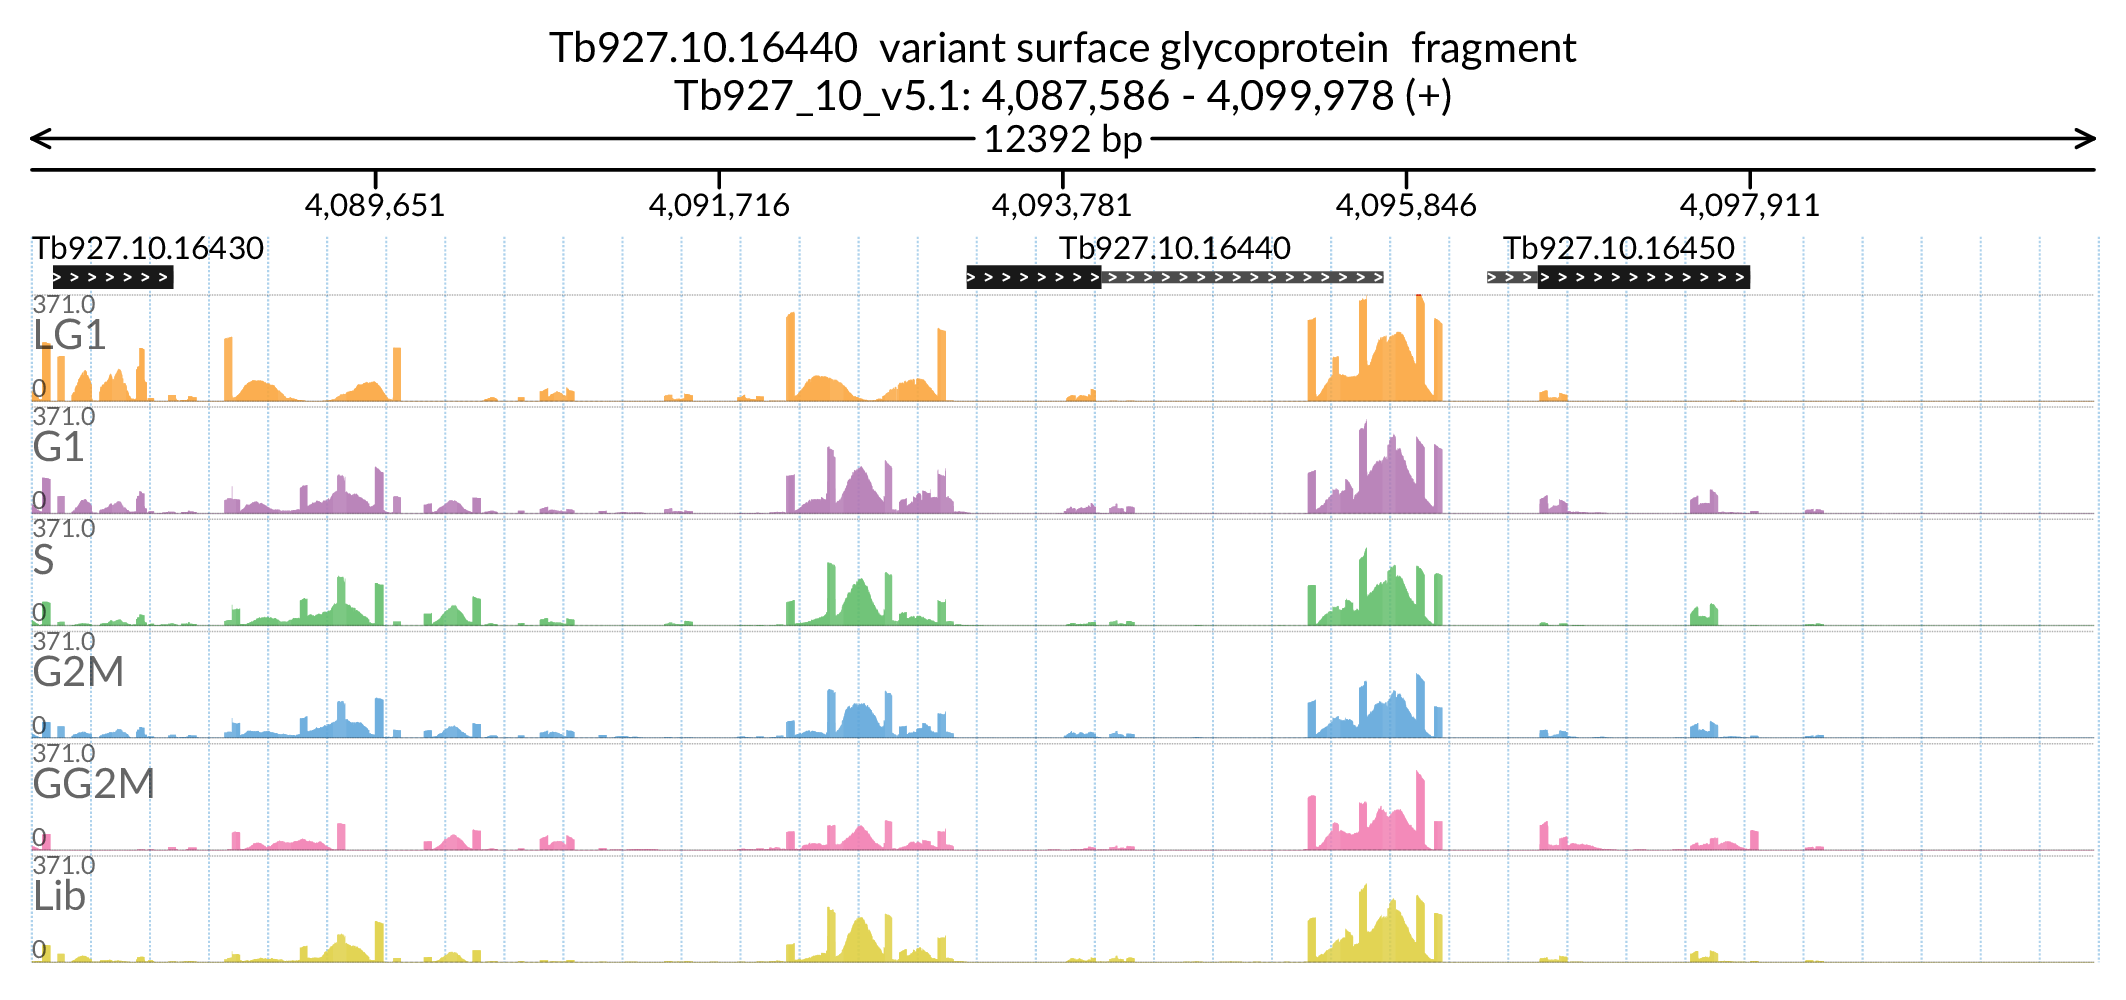 Tb927.10.16440 variant surface glycoprotein fragment
Tb927_10_v5.1: 4,087,586 - 4,099,978 (+)
12392 bp
4,089,651 4,091,716 4,093,781 4,095,846 4,097,911
Tb927.10.16430 Tb927.10.16440 Tb927.10.16450
371.0
LG1
0
371.0
G1
0
371.0
S
0
371.0
G2M
0
371.0
GG2M
0
371.0
Lib
0